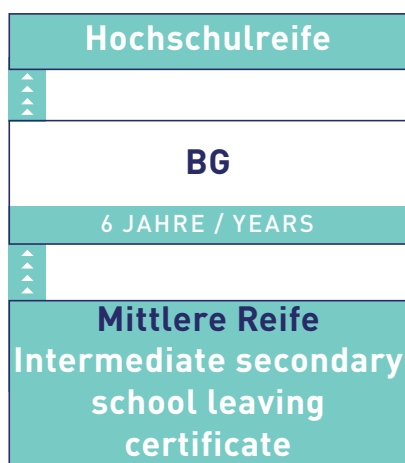 Hochschulreife
BG
6 JAHRE / YEARS
Mittlere Reife
Intermediate secondary
school leaving
certificate